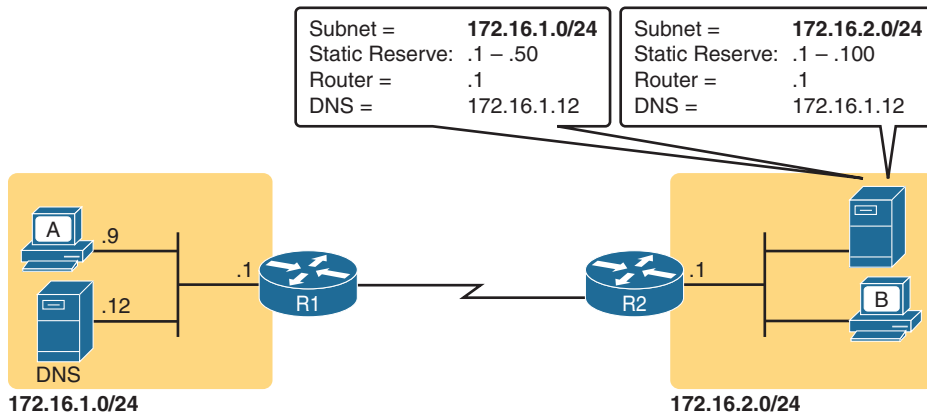 Subnet = 172.16.1.0/24
Static Reserve: .1 – .50
Router = .1
DNS = 172.16.1.12
Subnet = 172.16.2.0/24
Static Reserve: .1 – .100
Router = .1
DNS = 172.16.1.12
A
.9
.12
DNS
.1
R1
R2
.1
B
172.16.1.0/24
172.16.2.0/24